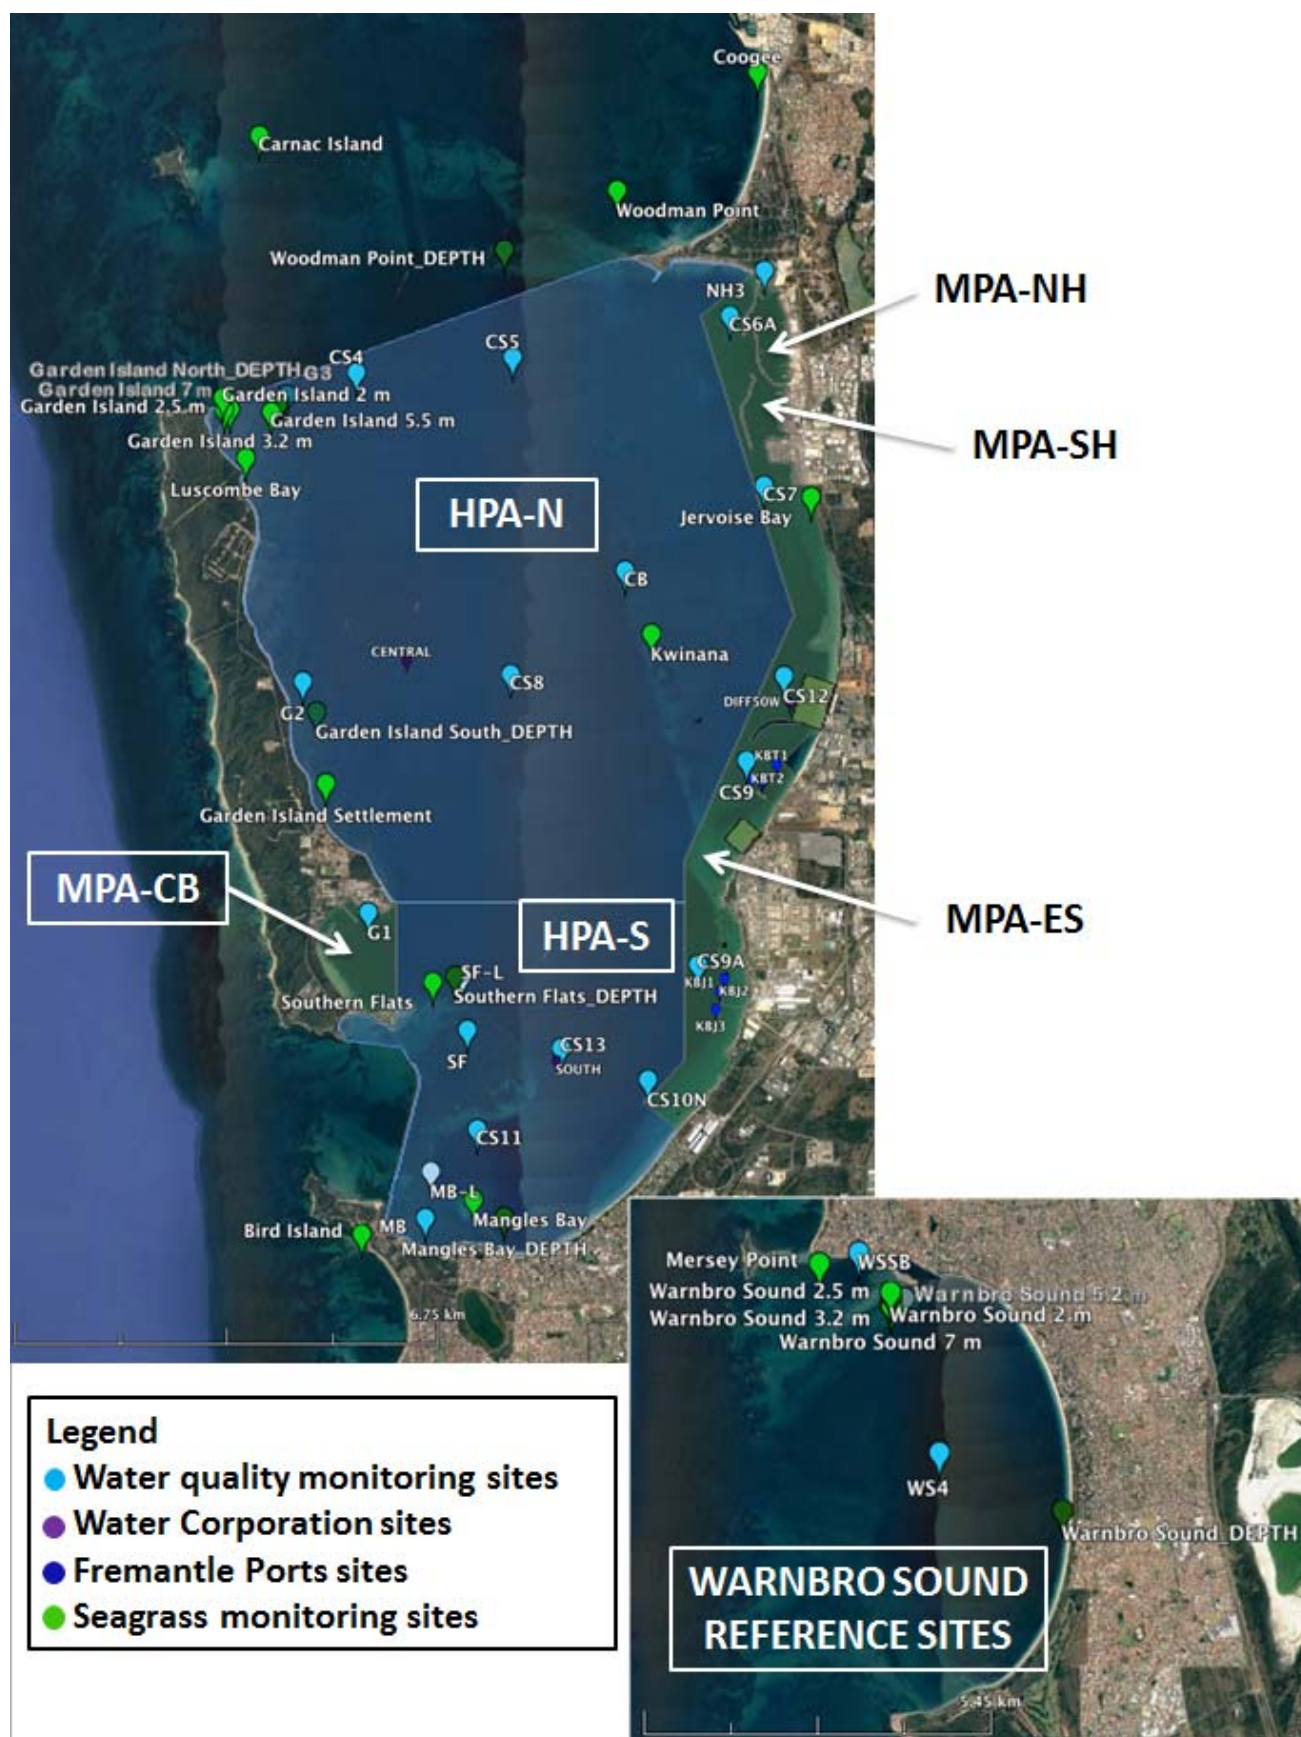 Coogee
Carnac Island
Woodman Point
Woodman Point_DEPTH
NH3
MPA-NH
CS6A
CS5
CS4
Garden Island North_DEPTH G3
Garden Island 7 m
Garden Island 2 m
Garden Island 2.5 m
Garden Island 5.5 m
Garden Island 3.2 m
MPA-SH
Luscombe Bay
CS7
Jervoise Bay
HPA-N
CB
Kwinana
CENTRAL
CS8
CS12
DIFF50W
G2
Garden Island South_DEPTH
KBT1
KBT2
CS9
Garden Island Settlement
MPA-CB
MPA-ES
G1
HPA-S
CS9A
SF-L
KBJ1
KBJ2
Southern Flats
Southern Flats_DEPTH
KBJ3
CS13
SF
SOUTH
CS10N
CS11
MB-L
Mangles Bay
MB
Bird Island
Mangles Bay_DEPTH
6.75 km
Mersey Point
WSSB
Warnbro Sound 2.5 m
Warnbro Sound 5.2 m
Warnbro Sound 3.2 m
Warnbro Sound 2 m
Warnbro Sound 7 m
WS4
Warnbro Sound_DEPTH
WARNBRO SOUND
REFERENCE SITES
5.45 km
Legend
Water quality monitoring sites
Water Corporation sites
Fremantle Ports sites
Seagrass monitoring sites